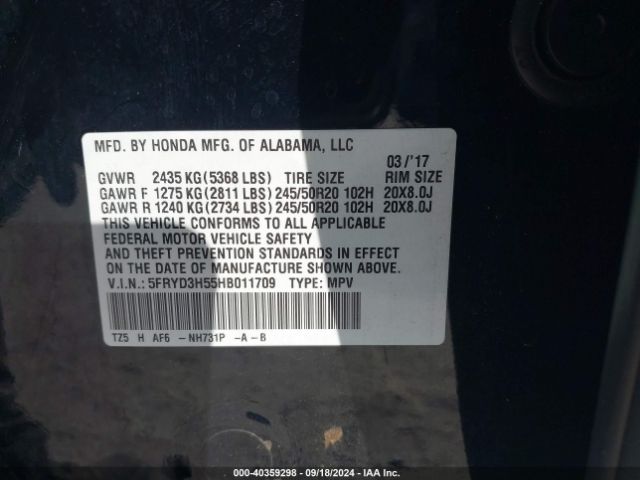 MFD. BY HONDA MFG. OF ALABAMA, LLC
03/'17
GVWR 2435 KG (5368 LBS) TIRE SIZE RIM SIZE
GAWR F 1275 KG (2811 LBS) 245/50R20 102H 20X8.0J
GAWR R 1240 KG (2734 LBS) 245/50R20 102H 20X8.0J
THIS VEHICLE CONFORMS TO ALL APPLICABLE
FEDERAL MOTOR VEHICLE SAFETY
AND THEFT PREVENTION STANDARDS IN EFFECT
ON THE DATE OF MANUFACTURE SHOWN ABOVE.
V.I.N.: 5FRYD3H55HB011709 TYPE: MPV
TZ5 H AF6 -NH731P -A-B
000-40359298 - 09/18/2024 - IAA Inc.